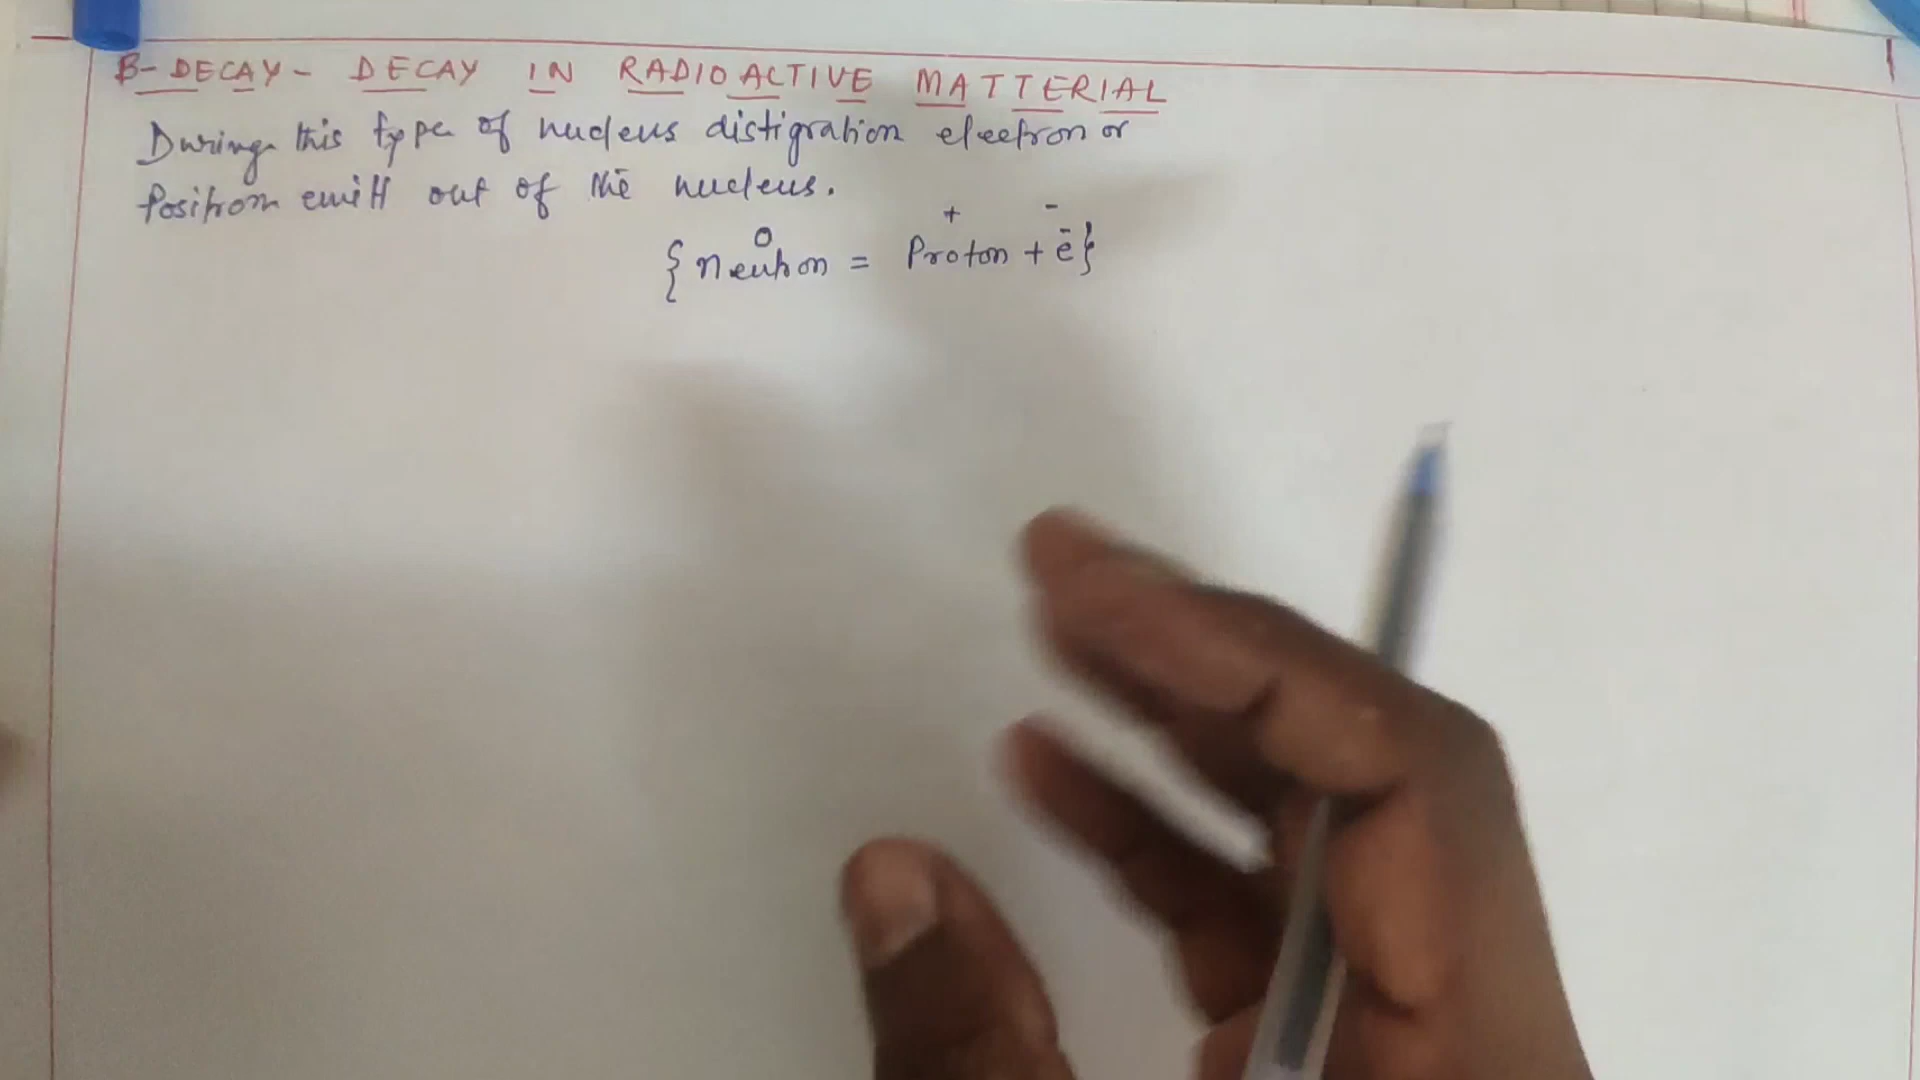 B-DECAY - DECAY IN RADIOACTIVE MATTERIAL
During this type of nucleus distigration electron or
Positrom emitt out of the nucleus.
+ -
{ neutron = Proton + e̅ }
0